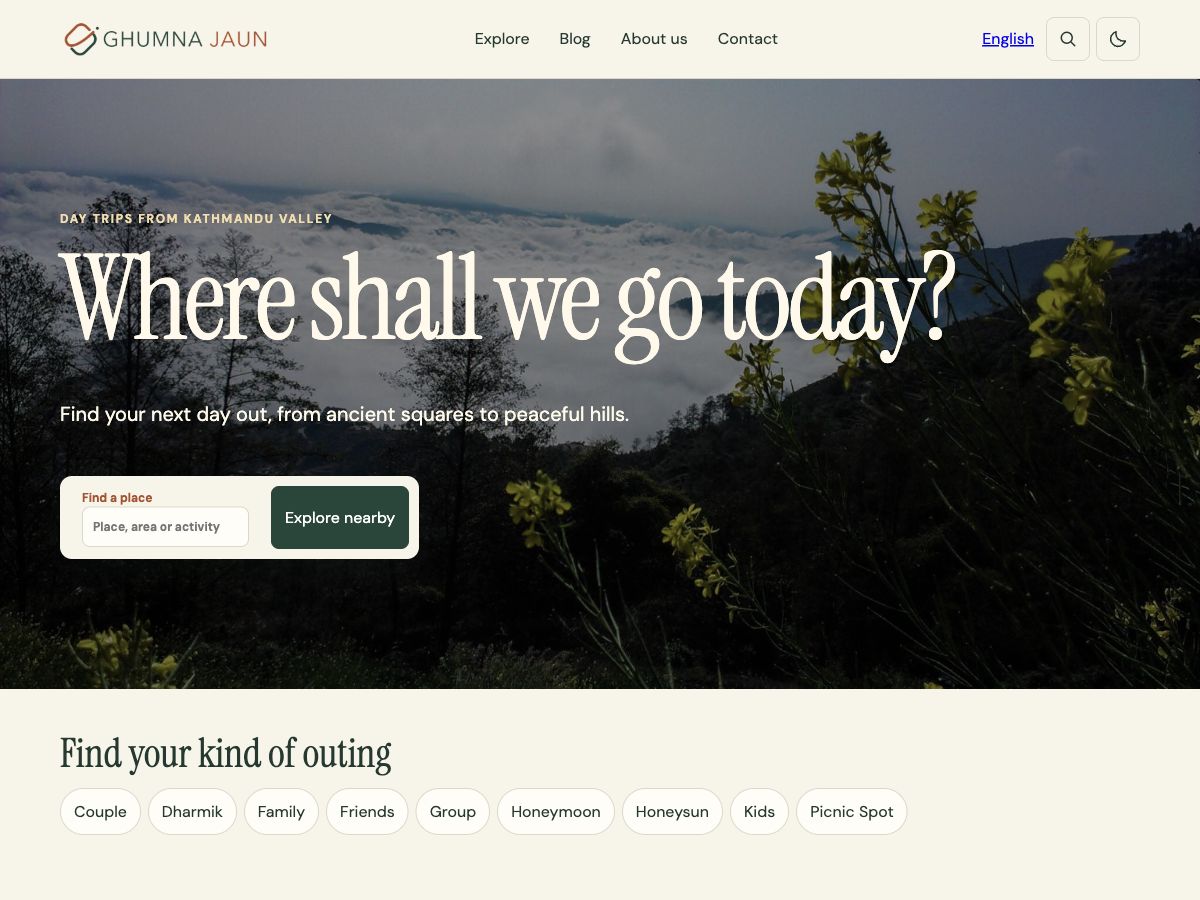 GHUMNA JAUN
Explore
Blog
About us
Contact
English
DAY TRIPS FROM KATHMANDU VALLEY
Where shall we go today?
Find your next day out, from ancient squares to peaceful hills.
Find a place
Place, area or activity
Explore nearby
Find your kind of outing
Couple
Dharmik
Family
Friends
Group
Honeymoon
Honeysun
Kids
Picnic Spot